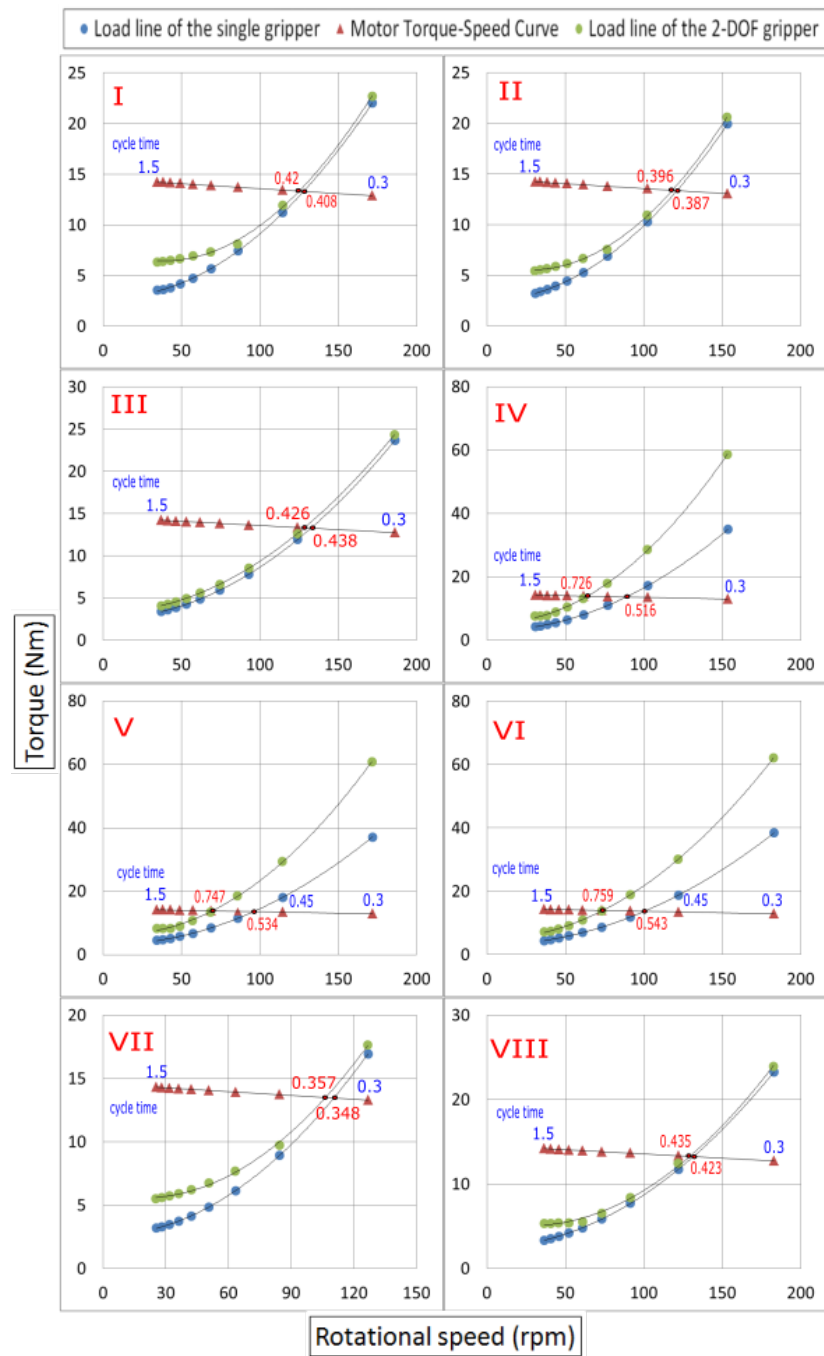 Load line of the single gripper Motor Torque-Speed Curve Load line of the 2-DOF gripper
I
25
20
15
10
5
0
0 50 100 150 200
cycle time
1.5
0.42
0.408
0.3
II
25
20
15
10
5
0
0 50 100 150 200
cycle time
1.5
0.396
0.387
0.3
III
30
25
20
15
10
5
0
0 50 100 150 200
cycle time
1.5
0.426
0.438
0.3
IV
80
60
40
20
0
0 50 100 150 200
cycle time
1.5
0.726
0.516
0.3
Torque (Nm)
V
80
60
40
20
0
0 50 100 150 200
cycle time
1.5
0.747
0.534
0.45
0.3
VI
80
60
40
20
0
0 50 100 150 200
cycle time
1.5
0.759
0.543
0.45
0.3
VII
20
15
10
5
0
0 30 60 90 120 150
1.5
cycle time
0.357
0.348
0.3
VIII
30
20
10
0
0 50 100 150 200
cycle time
1.5
0.435
0.423
0.3
Rotational speed (rpm)